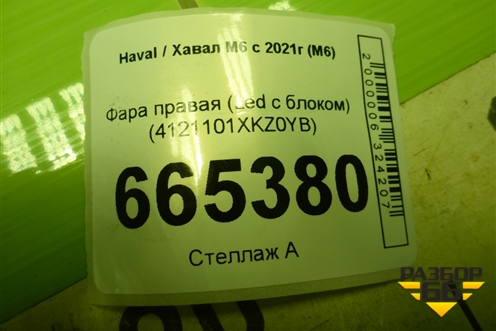 Haval / Хавал М6 с 2021г (М6)
Фара правая (Led с блоком)
(4121101XKZ0YB)
665380
Стеллаж А
2000006324207
РАЗБОР
66